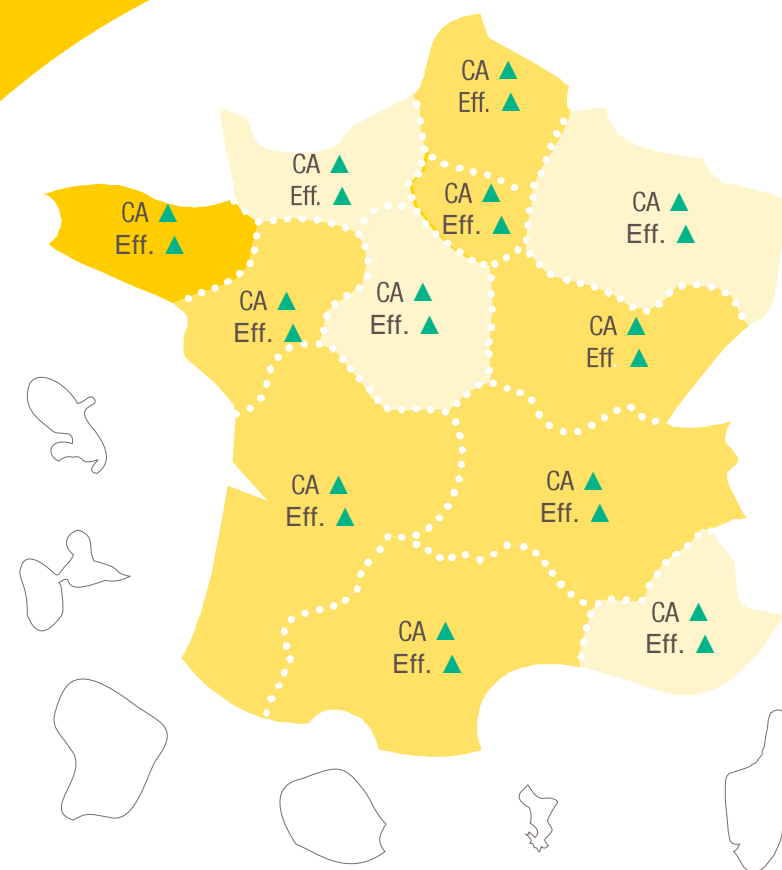 CA ▲
Eff. ▲
CA ▲
Eff. ▲
CA ▲
Eff. ▲
CA ▲
Eff. ▲
CA ▲
Eff. ▲
CA ▲
Eff. ▲
CA ▲
Eff. ▲
CA ▲
Eff ▲
CA ▲
Eff. ▲
CA ▲
Eff. ▲
CA ▲
Eff. ▲
CA ▲
Eff. ▲